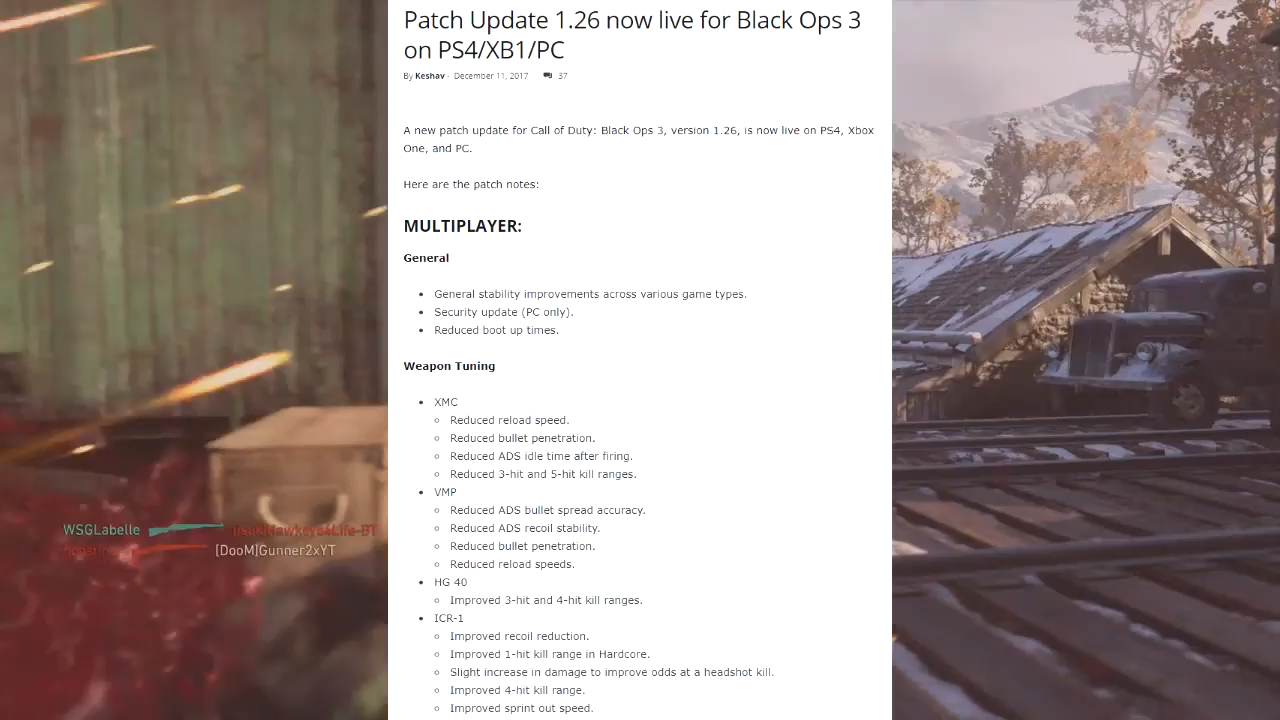 Patch Update 1.26 now live for Black Ops 3
on PS4/XB1/PC
By Keshav - December 11, 2017 37
A new patch update for Call of Duty: Black Ops 3, version 1.26, is now live on PS4, Xbox
One, and PC.
Here are the patch notes:
MULTIPLAYER:
General
• General stability improvements across various game types.
• Security update (PC only).
• Reduced boot up times.
Weapon Tuning
• XMC
◦ Reduced reload speed.
◦ Reduced bullet penetration.
◦ Reduced ADS idle time after firing.
◦ Reduced 3-hit and 5-hit kill ranges.
• VMP
◦ Reduced ADS bullet spread accuracy.
◦ Reduced ADS recoil stability.
◦ Reduced bullet penetration.
◦ Reduced reload speeds.
• HG 40
◦ Improved 3-hit and 4-hit kill ranges.
• ICR-1
◦ Improved recoil reduction.
◦ Improved 1-hit kill range in Hardcore.
◦ Slight increase in damage to improve odds at a headshot kill.
◦ Improved 4-hit kill range.
◦ Improved sprint out speed.
WSGLabelle
[DooM]Gunner2xYT